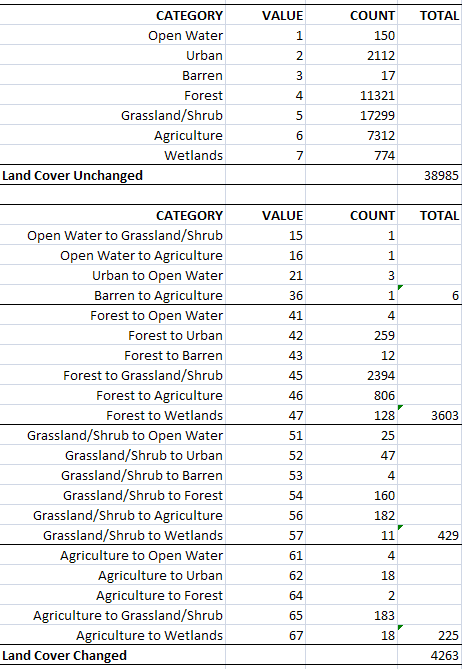 CATEGORY VALUE COUNT TOTAL
Open Water 1 150
Urban 2 2112
Barren 3 17
Forest 4 11321
Grassland/Shrub 5 17299
Agriculture 6 7312
Wetlands 7 774
Land Cover Unchanged 38985
CATEGORY VALUE COUNT TOTAL
Open Water to Grassland/Shrub 15 1
Open Water to Agriculture 16 1
Urban to Open Water 21 3
Barren to Agriculture 36 1 6
Forest to Open Water 41 4
Forest to Urban 42 259
Forest to Barren 43 12
Forest to Grassland/Shrub 45 2394
Forest to Agriculture 46 806
Forest to Wetlands 47 128 3603
Grassland/Shrub to Open Water 51 25
Grassland/Shrub to Urban 52 47
Grassland/Shrub to Barren 53 4
Grassland/Shrub to Forest 54 160
Grassland/Shrub to Agriculture 56 182
Grassland/Shrub to Wetlands 57 11 429
Agriculture to Open Water 61 4
Agriculture to Urban 62 18
Agriculture to Forest 64 2
Agriculture to Grassland/Shrub 65 183
Agriculture to Wetlands 67 18 225
Land Cover Changed 4263